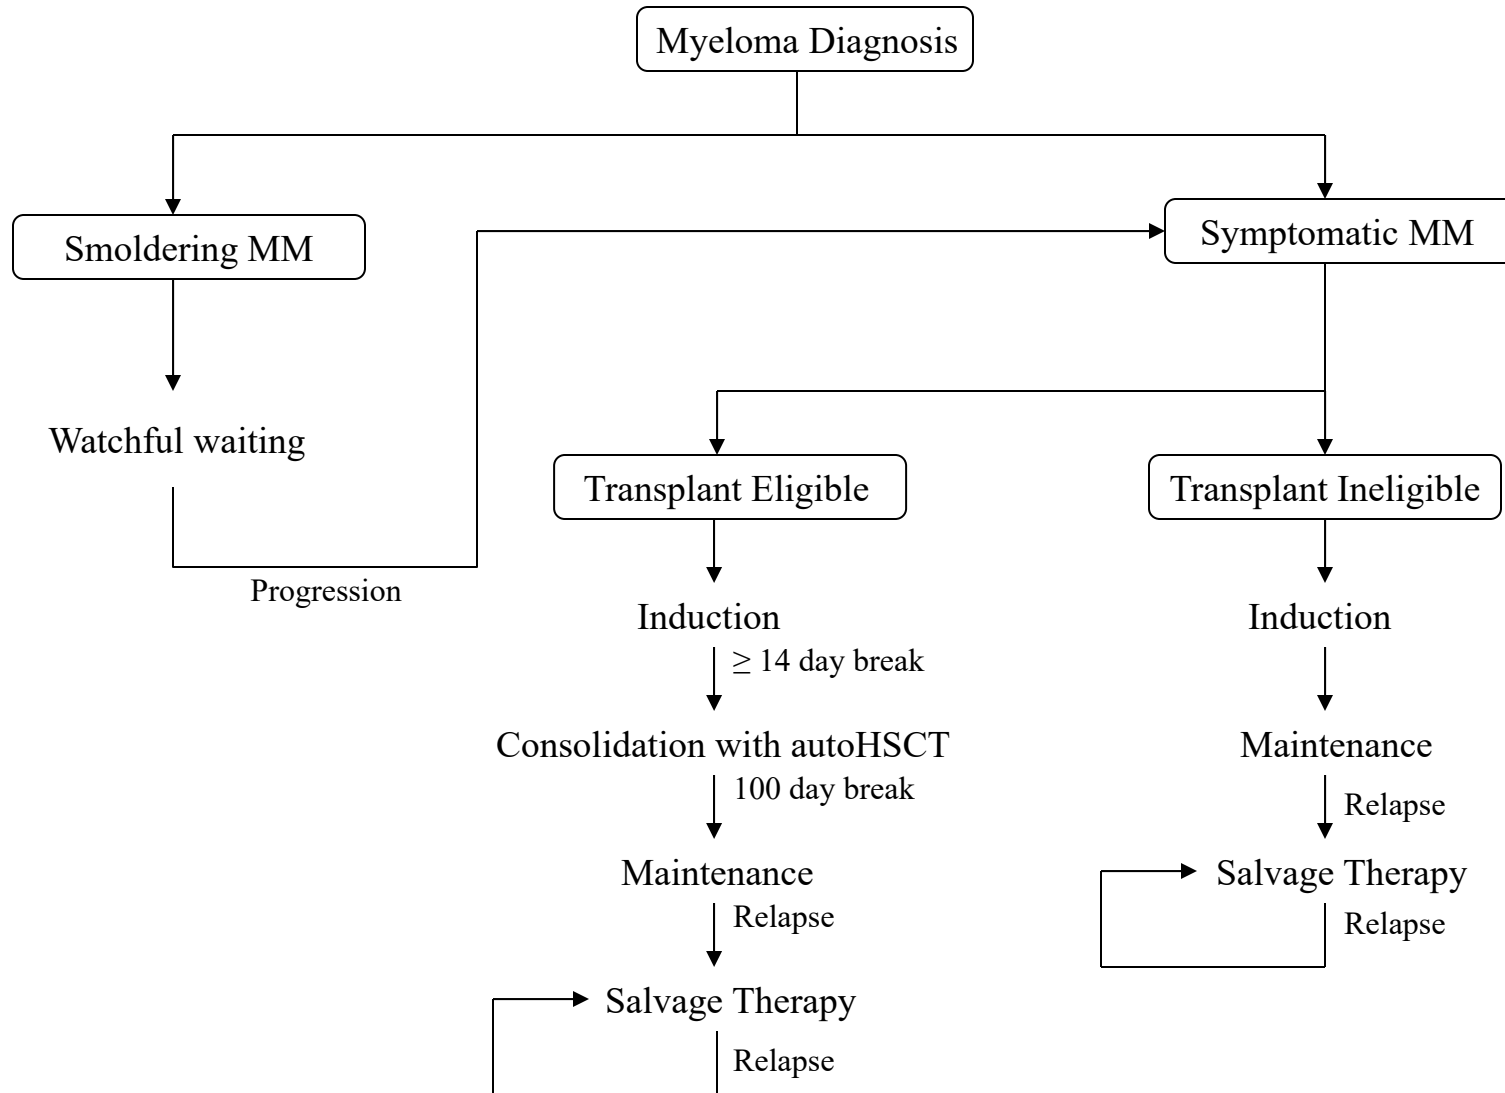 Myeloma Diagnosis
Smoldering MM
Symptomatic MM
Watchful waiting
Progression
Transplant Eligible
Transplant Ineligible
Induction
≥ 14 day break
Consolidation with autoHSCT
100 day break
Maintenance
Relapse
Salvage Therapy
Relapse
Induction
Maintenance
Relapse
Salvage Therapy
Relapse